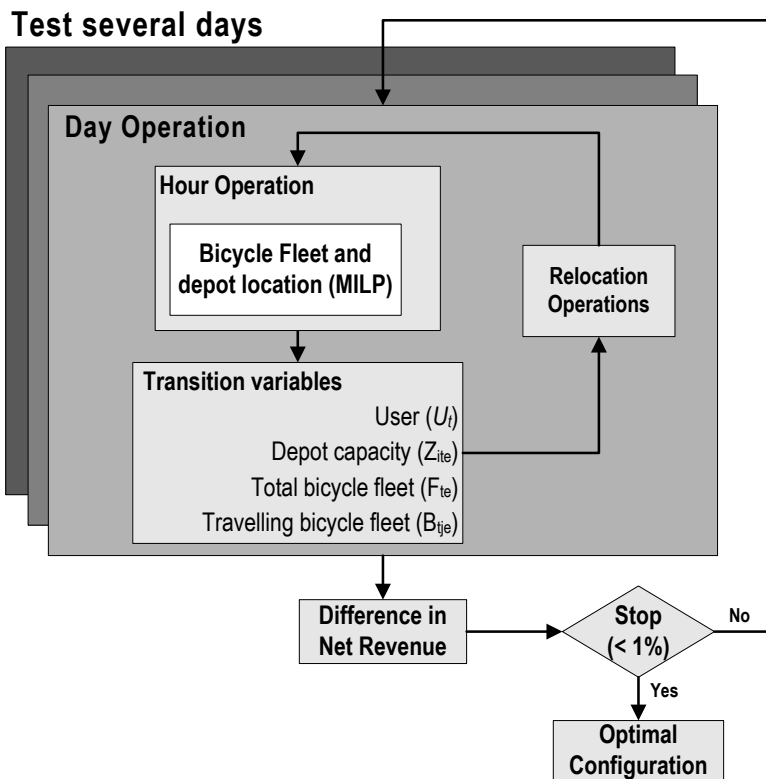 Test several days
Day Operation
Hour Operation
Bicycle Fleet and
depot location (MILP)
Relocation
Operations
Transition variables
User (Ut)
Depot capacity (Zite)
Total bicycle fleet (Fte)
Travelling bicycle fleet (Btje)
Difference in
Net Revenue
Stop
(< 1%)
No
Yes
Optimal
Configuration